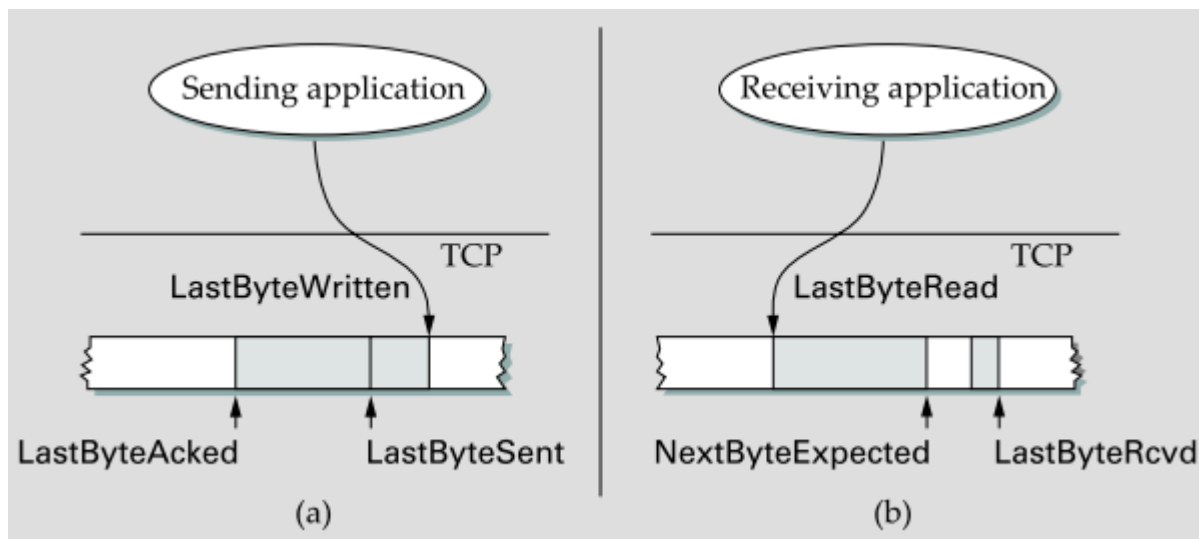 Sending application
TCP
LastByteWritten
LastByteAcked
LastByteSent
(a)
Receiving application
TCP
LastByteRead
NextByteExpected
LastByteRcvd
(b)